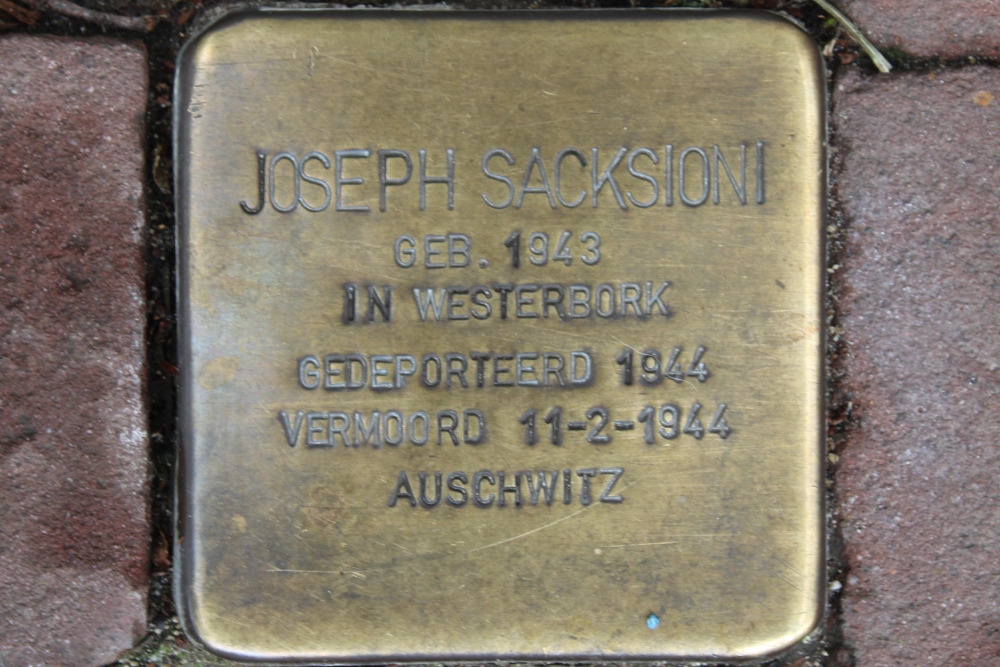 JOSEPH SACKSIONI
GEB. 1943
IN WESTERBORK
GEDEPORTEERD 1944
VERMOORD 11-2-1944
AUSCHWITZ